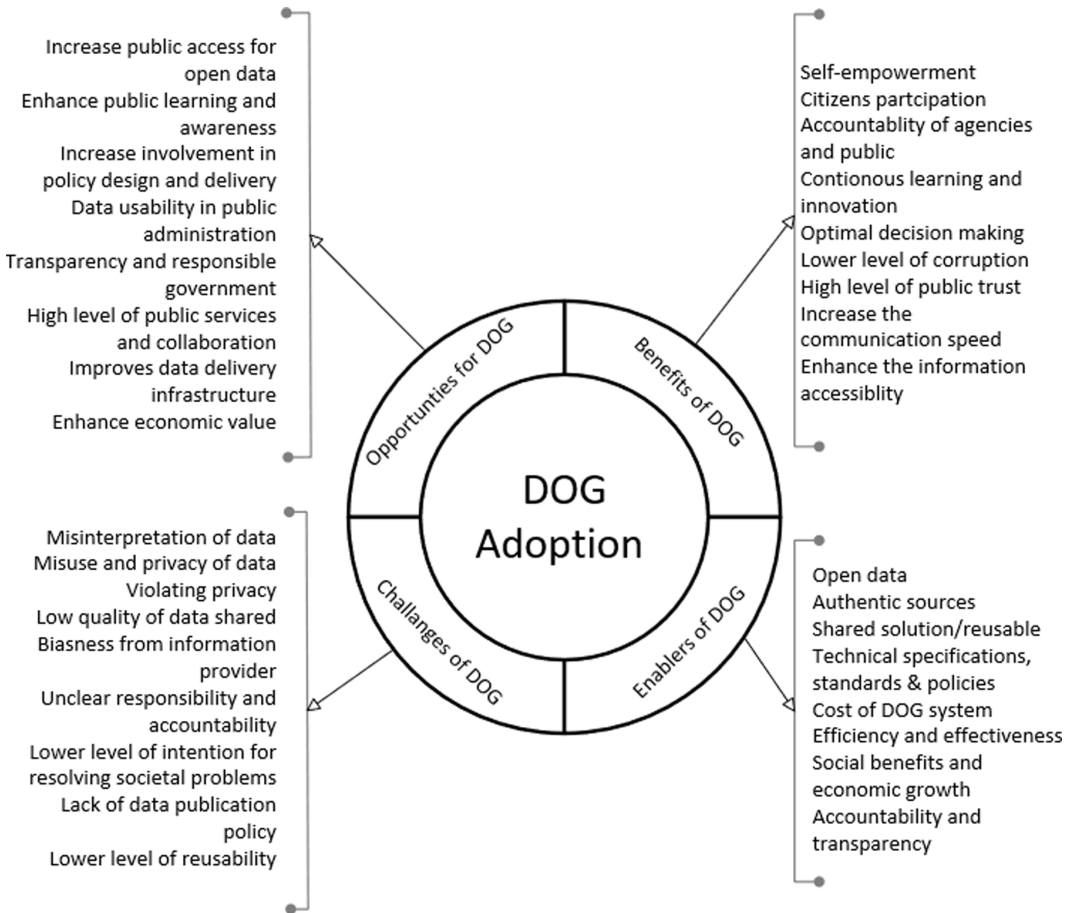 Increase public access for
open data
Enhance public learning and
awareness
Increase involvement in
policy design and delivery
Data usability in public
administration
Transparency and responsible
government
High level of public services
and collaboration
Improves data delivery
infrastructure
Enhance economic value
Self-empowerment
Citizens partcipation
Accountablity of agencies
and public
Contionous learning and
innovation
Optimal decision making
Lower level of corruption
High level of public trust
Increase the
communication speed
Enhance the information
accessiblity
Opportunties for DOG
Benefits of DOG
DOG
Adoption
Challanges of DOG
Enablers of DOG
Misinterpretation of data
Misuse and privacy of data
Violating privacy
Low quality of data shared
Biasness from information
provider
Unclear responsibility and
accountability
Lower level of intention for
resolving societal problems
Lack of data publication
policy
Lower level of reusability
Open data
Authentic sources
Shared solution/reusable
Technical specifications,
standards & policies
Cost of DOG system
Efficiency and effectiveness
Social benefits and
economic growth
Accountability and
transparency